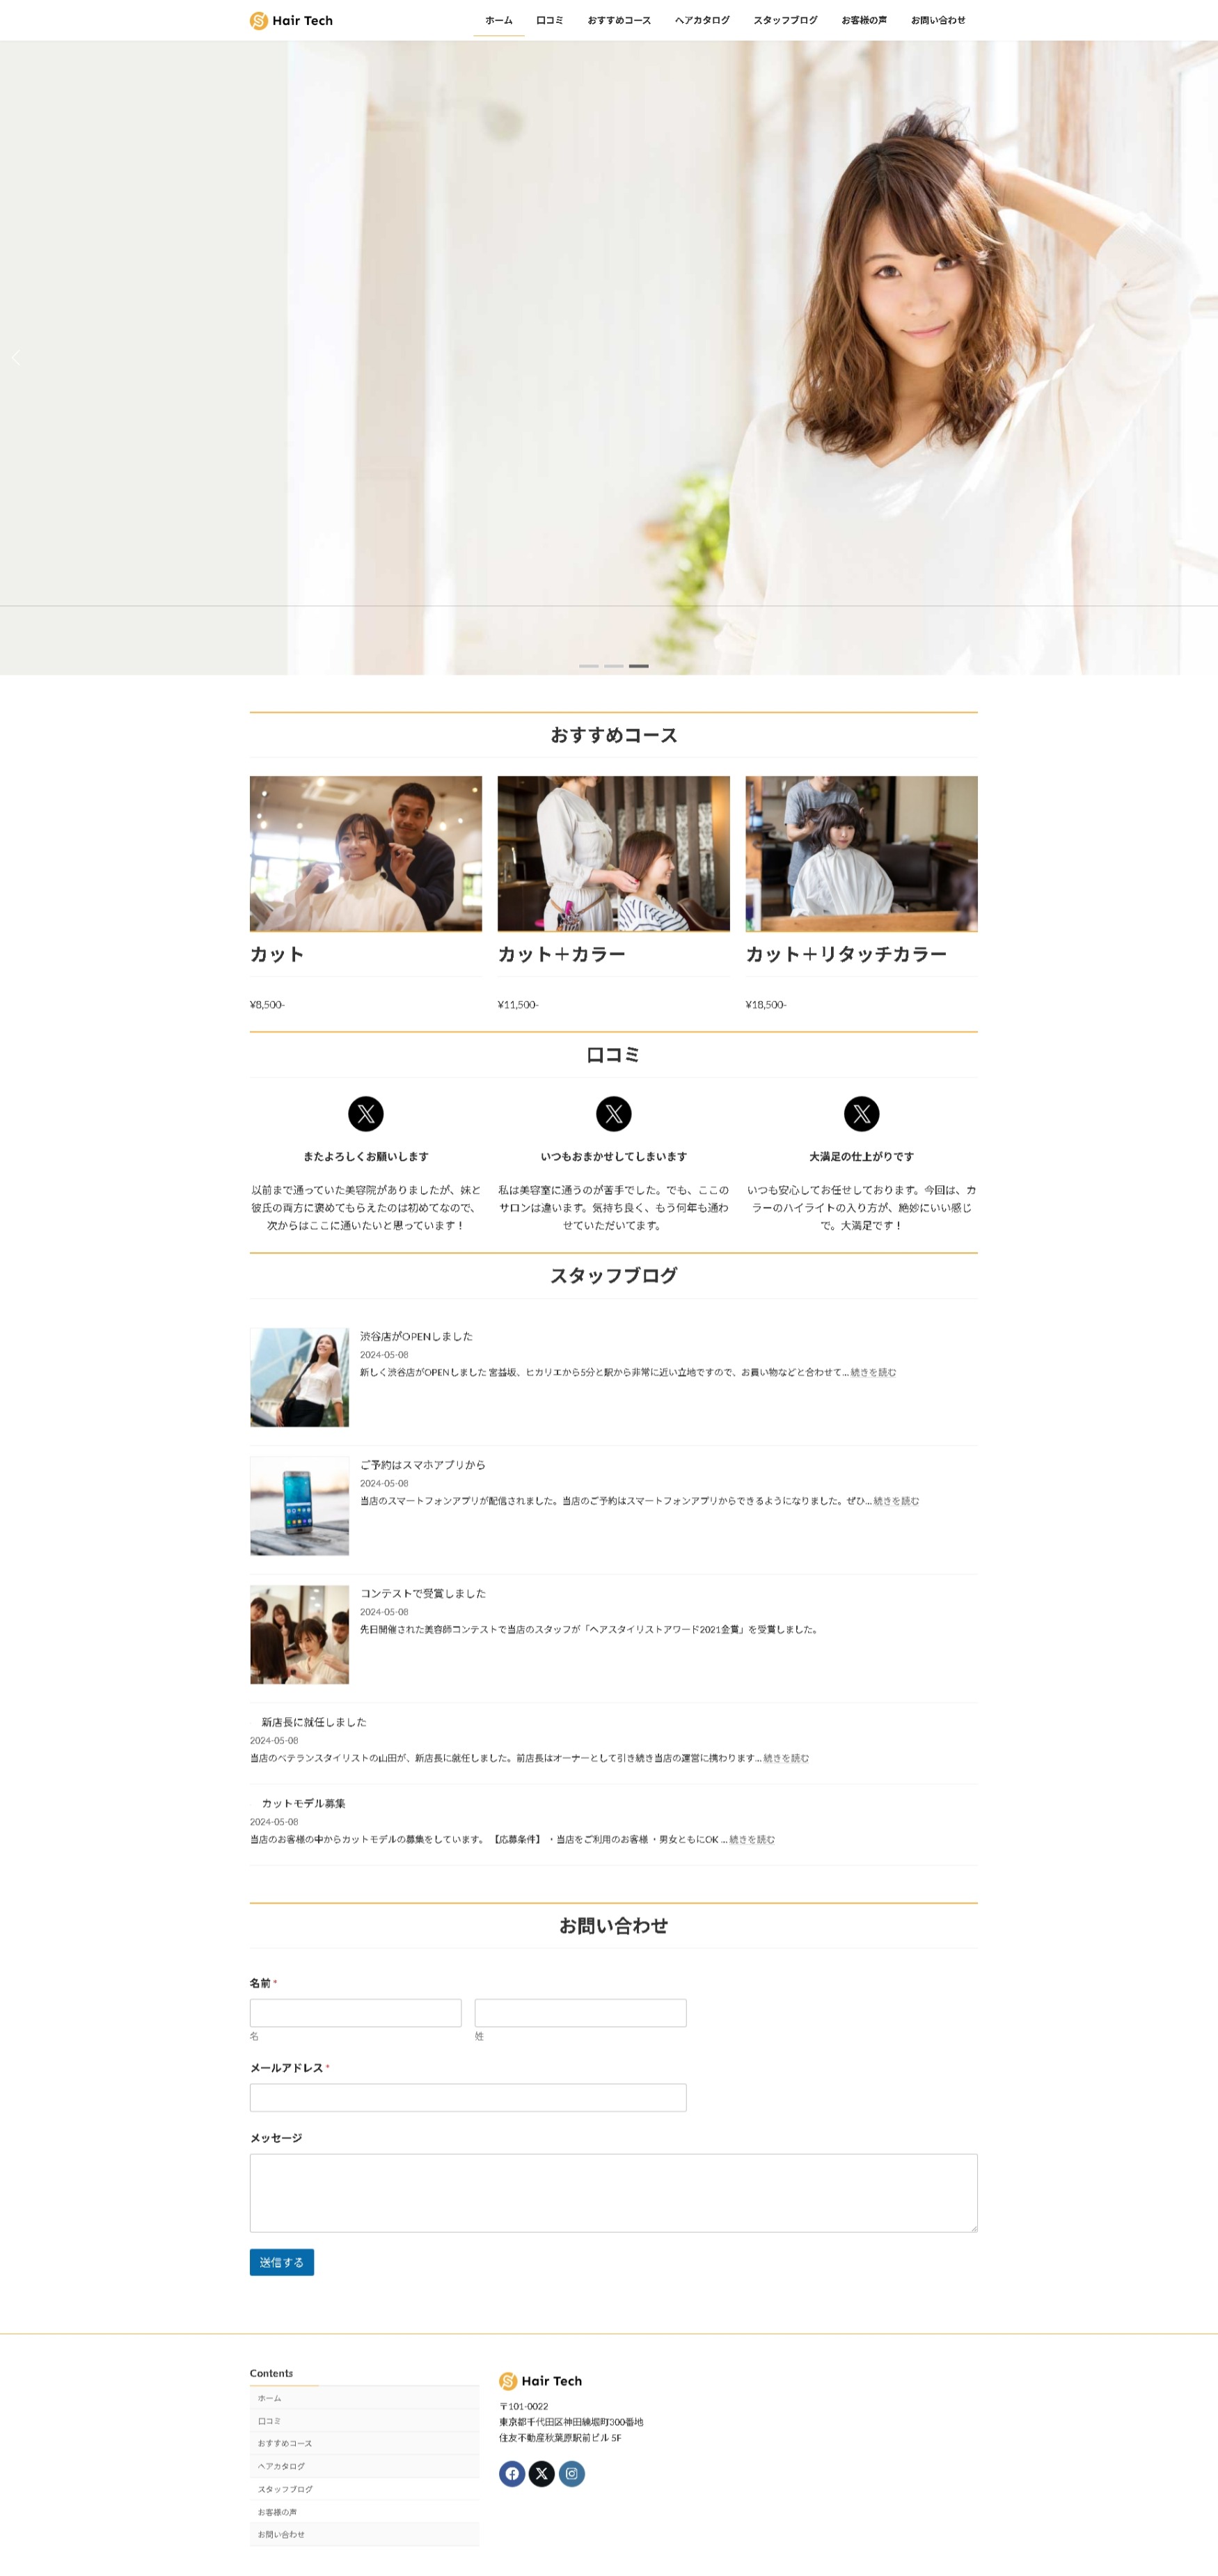 Hair Tech
ホーム 口コミ おすすめコース ヘアカタログ スタッフブログ お客様の声 お問い合わせ
おすすめコース
カット カット＋カラー カット＋リタッチカラー
¥8,500- ¥11,500- ¥18,500-
口コミ
またよろしくお願いします
以前まで通っていた美容院がありましたが、妹と
彼氏の両方に褒めてもらえたのは初めてなので、
次からはここに通いたいと思っています！
いつもおまかせしてしまいます
私は美容室に通うのが苦手でした。でも、ここの
サロンは違います。気持ち良く、もう何年も通わ
せていただいてます。
大満足の仕上がりです
いつも安心してお任せしております。今回は、カ
ラーのハイライトの入り方が、絶妙にいい感じ
で。大満足です！
スタッフブログ
渋谷店がOPENしました
2024-05-08
新しく渋谷店がOPENしました 宮益坂、ヒカリエから5分と駅から非常に近い立地ですので、お買い物などと合わせて... 続きを読む
ご予約はスマホアプリから
2024-05-08
当店のスマートフォンアプリが配信されました。当店のご予約はスマートフォンアプリからできるようになりました。ぜひ... 続きを読む
コンテストで受賞しました
2024-05-08
先日開催された美容師コンテストで当店のスタッフが「ヘアスタイリストアワード2021金賞」を受賞しました。
新店長に就任しました
2024-05-08
当店のベテランスタイリストの山田が、新店長に就任しました。前店長はオーナーとして引き続き当店の運営に携わります... 続きを読む
カットモデル募集
2024-05-08
当店のお客様の中からカットモデルの募集をしています。 【応募条件】 ・当店をご利用のお客様 ・男女ともにOK ... 続きを読む
お問い合わせ
名前 *
名 姓
メールアドレス *
メッセージ
送信する
Contents
ホーム
口コミ
おすすめコース
ヘアカタログ
スタッフブログ
お客様の声
お問い合わせ
Hair Tech
〒101-0022
東京都千代田区神田練塀町300番地
住友不動産秋葉原駅前ビル 5F